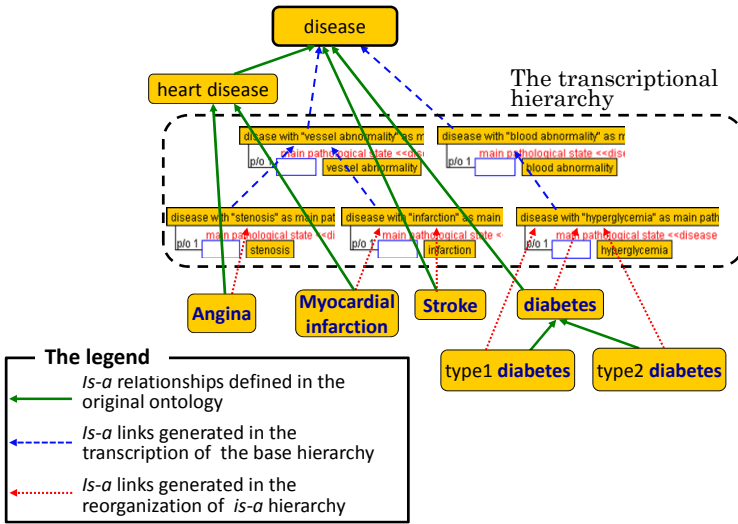 disease
heart disease
The transcriptional
hierarchy
disease with "vessel abnormality" as m
main pathological state <<dise
p/o 1
vessel abnormality
disease with "blood abnormality" as m
main pathological state <<dise
p/o 1
blood abnormality
disease with "stenosis" as main pat
main pathological state <<di
p/o 1
stenosis
disease with "infarction" as main
main pathological state <<
p/o 1
infarction
disease with "hyperglycemia" as main path
main pathological state <<disease
p/o 1
hyperglycemia
Angina
Myocardial
infarction
Stroke
diabetes
type1 diabetes
type2 diabetes
The legend
Is-a relationships defined in the
original ontology
Is-a links generated in the
transcription of the base hierarchy
Is-a links generated in the
reorganization of is-a hierarchy